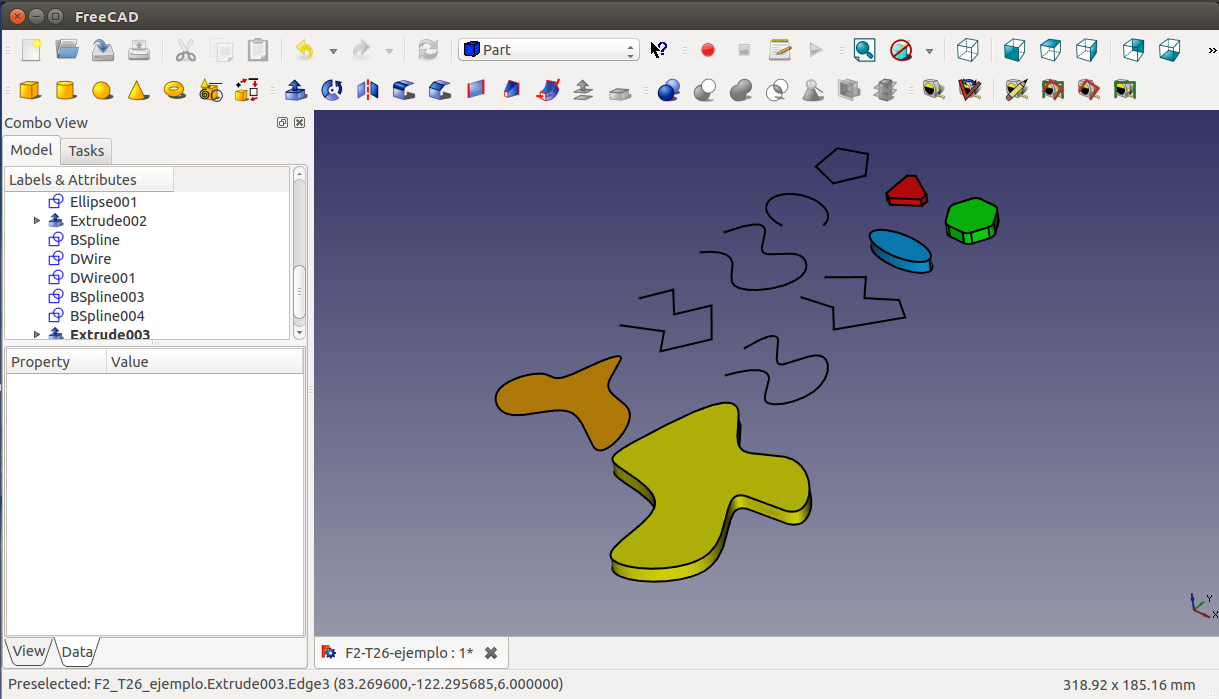 FreeCAD
Part
Combo View
Model Tasks
Labels & Attributes
Ellipse001
Extrude002
BSpline
DWire
DWire001
BSpline003
BSpline004
Extrude003
Property Value
Y
X
View Data
F2-T26-ejemplo : 1*
Preselected: F2_T26_ejemplo.Extrude003.Edge3 (83.269600,-122.295685,6.000000)
318.92 x 185.16 mm